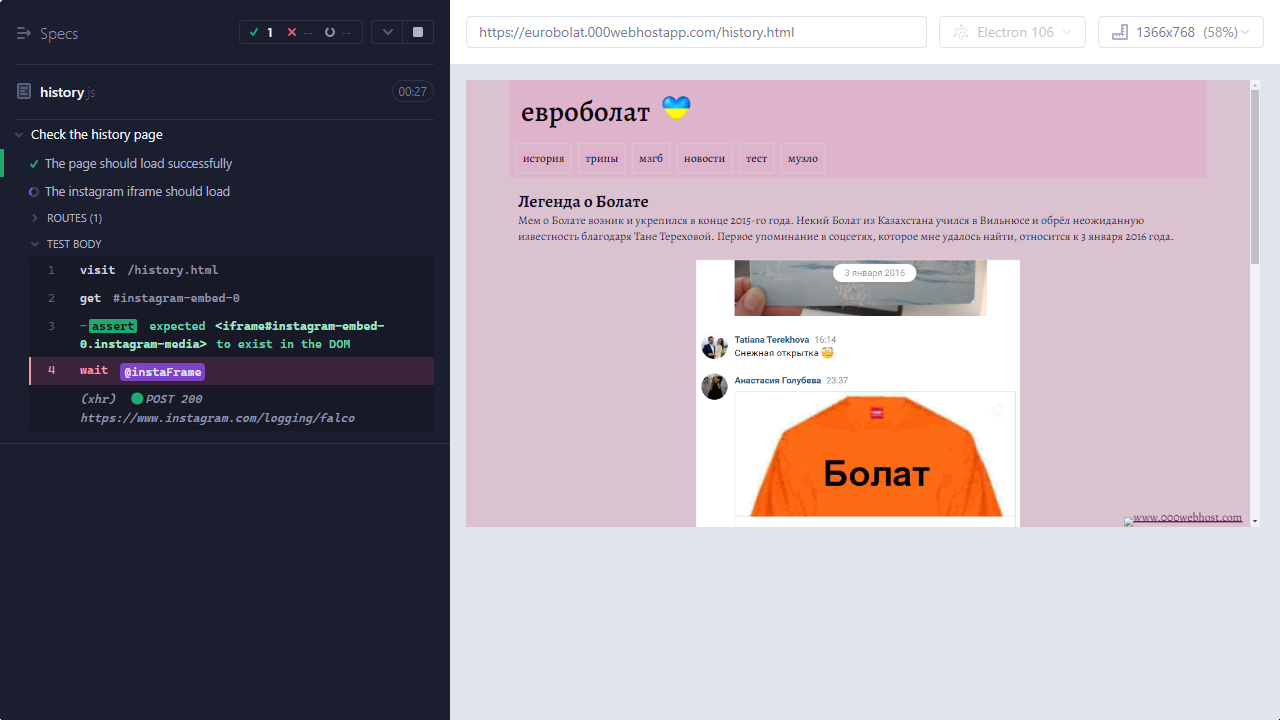 Specs
1
--
--
https://eurobolat.000webhostapp.com/history.html
Electron 106
1366x768 (58%)
history.js
00:27
Check the history page
The page should load successfully
The instagram iframe should load
ROUTES (1)
TEST BODY
1 visit /history.html
2 get #instagram-embed-0
3 -assert expected <iframe#instagram-embed-
0.instagram-media> to exist in the DOM
4 wait @instaFrame
(xhr) POST 200
https://www.instagram.com/logging/falco
евроболат
история
трипы
мзгб
новости
тест
музло
Легенда о Болате
Мем о Болате возник и укрепился в конце 2015-го года. Некий Болат из Казахстана учился в Вильнюсе и обрёл неожиданную
известность благодаря Тане Тереховой. Первое упоминание в соцсетях, которое мне удалось найти, относится к 3 января 2016 года.
3 января 2016
Tatiana Terekhova 16:14
Снежная открытка
Анастасия Голубева 23:37
Болат
www.000webhost.com